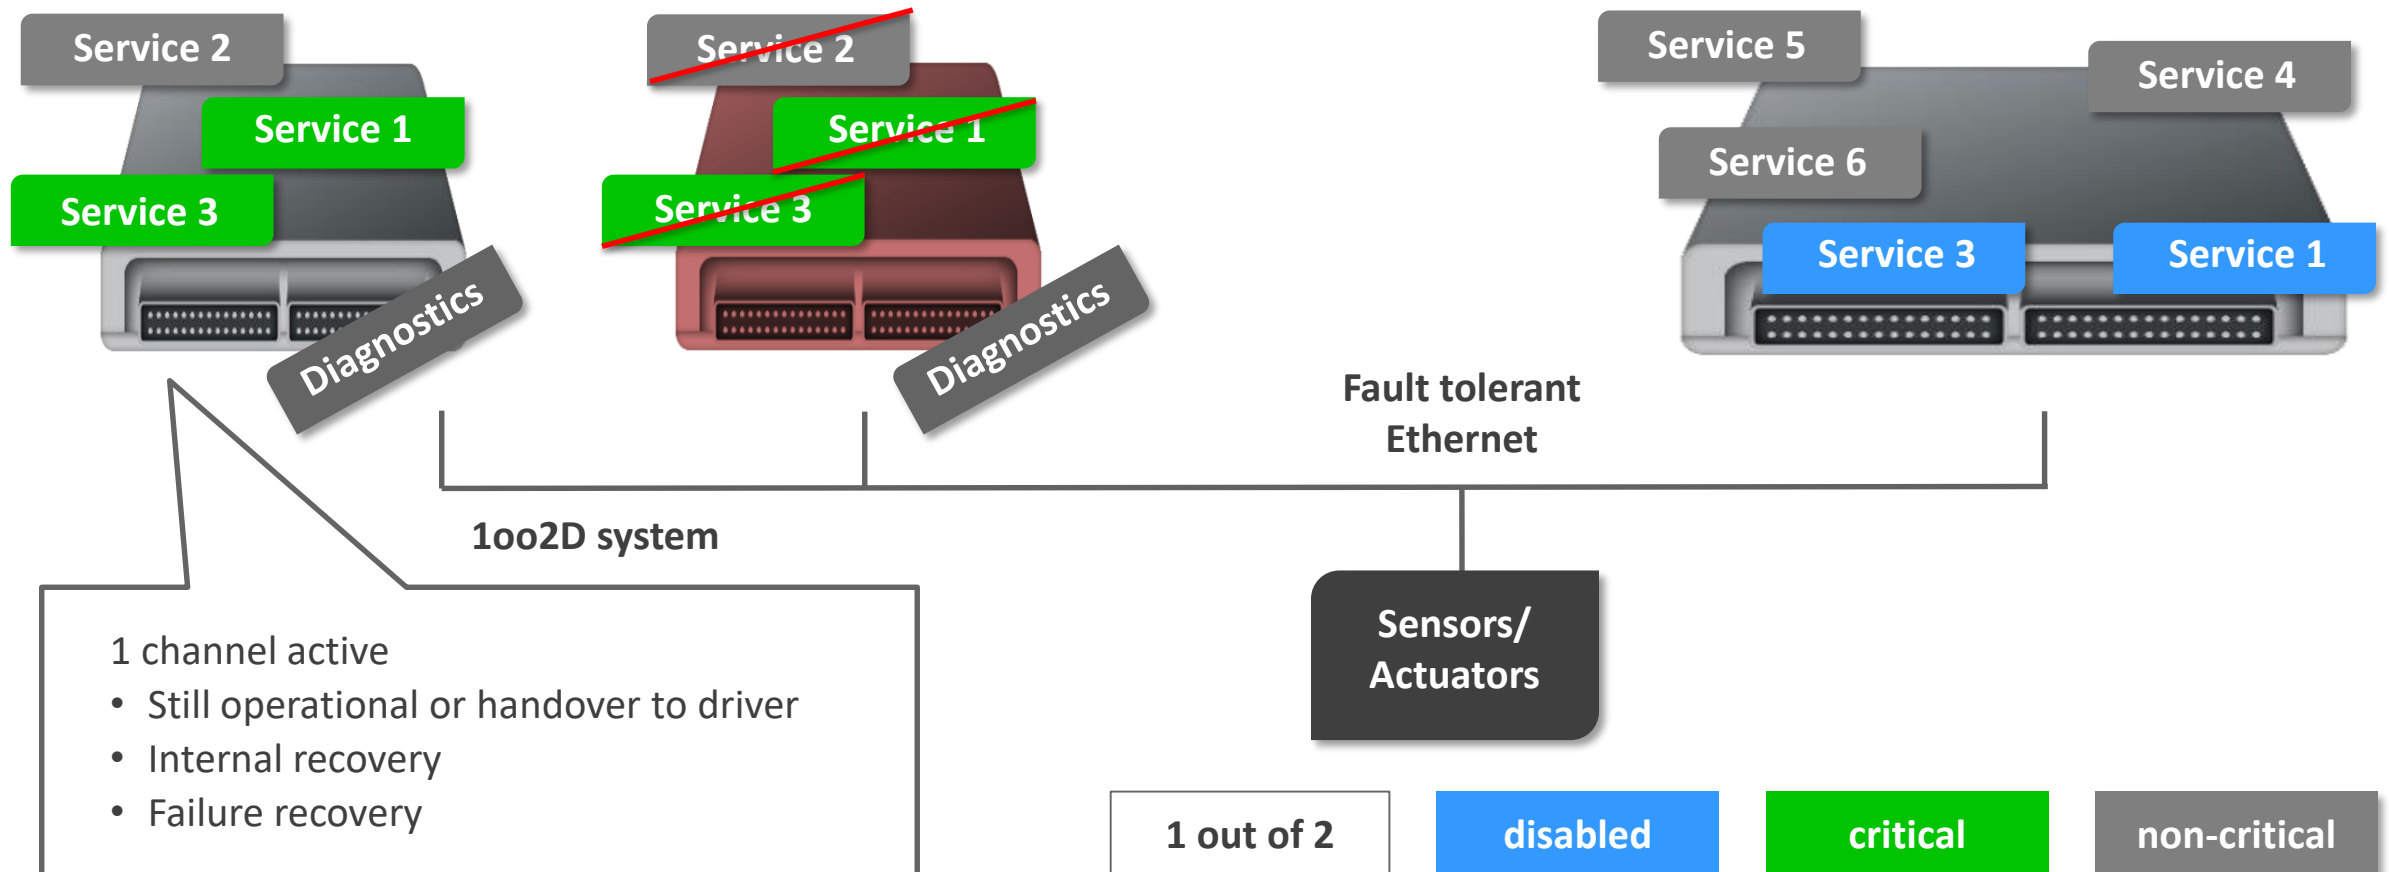 Service 2
Service 1
Service 3
Diagnostics
Service 2
Service 1
Service 3
Diagnostics
Service 5
Service 4
Service 6
Service 3
Service 1
Fault tolerant
Ethernet
1oo2D system
Sensors/
Actuators
1 channel active
• Still operational or handover to driver
• Internal recovery
• Failure recovery
1 out of 2
disabled
critical
non-critical